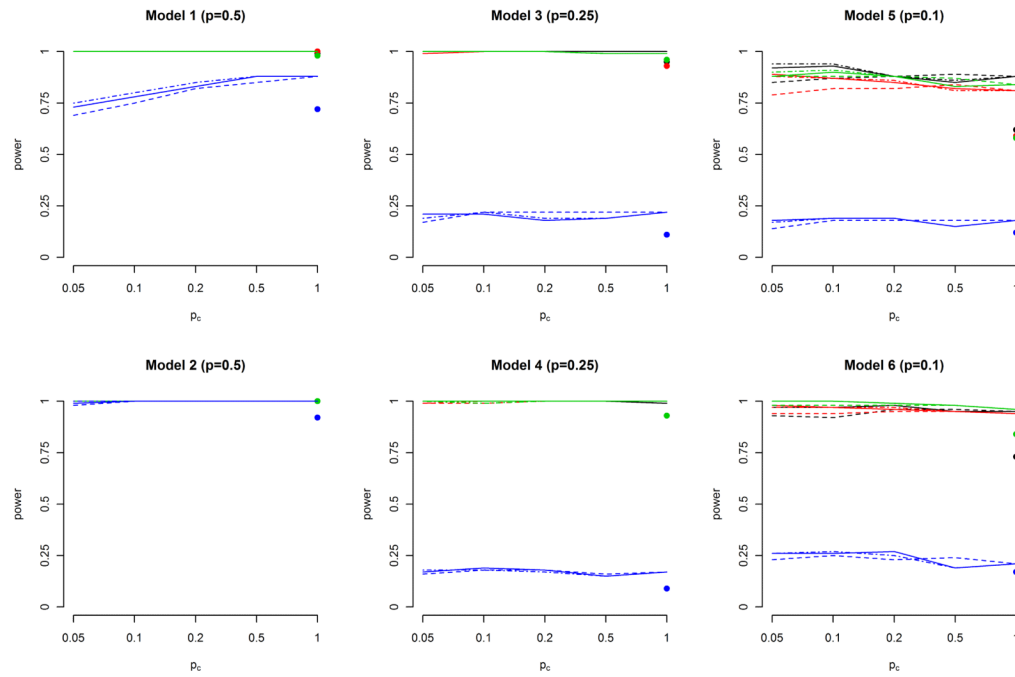 Model 1 (p=0.5)
power
0 0.25 0.5 0.75 1
0.05 0.1 0.2 0.5 1
pc
Model 3 (p=0.25)
power
0 0.25 0.5 0.75 1
0.05 0.1 0.2 0.5 1
pc
Model 5 (p=0.1)
power
0 0.25 0.5 0.75 1
0.05 0.1 0.2 0.5 1
pc
Model 2 (p=0.5)
power
0 0.25 0.5 0.75 1
0.05 0.1 0.2 0.5 1
pc
Model 4 (p=0.25)
power
0 0.25 0.5 0.75 1
0.05 0.1 0.2 0.5 1
pc
Model 6 (p=0.1)
power
0 0.25 0.5 0.75 1
0.05 0.1 0.2 0.5 1
pc